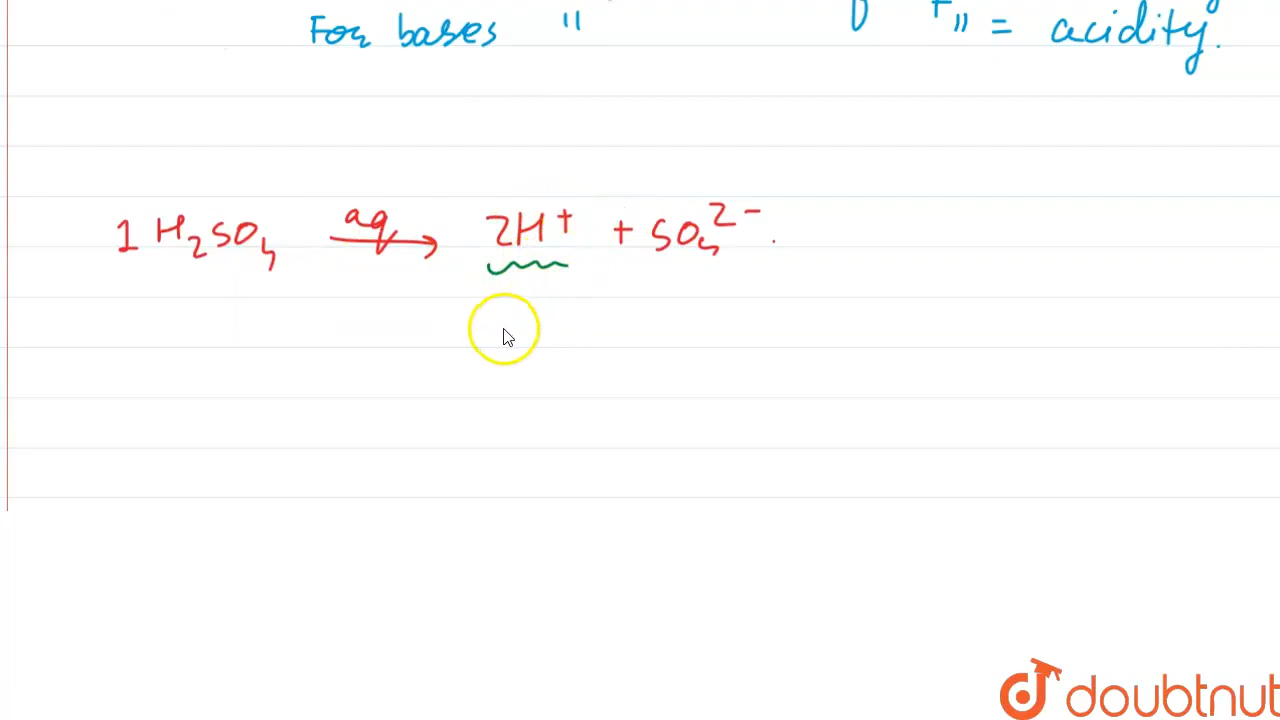 For bases " " = acidity.
1 H₂SO₄ aq → 2H⁺ + SO₄²⁻.
doubtnut